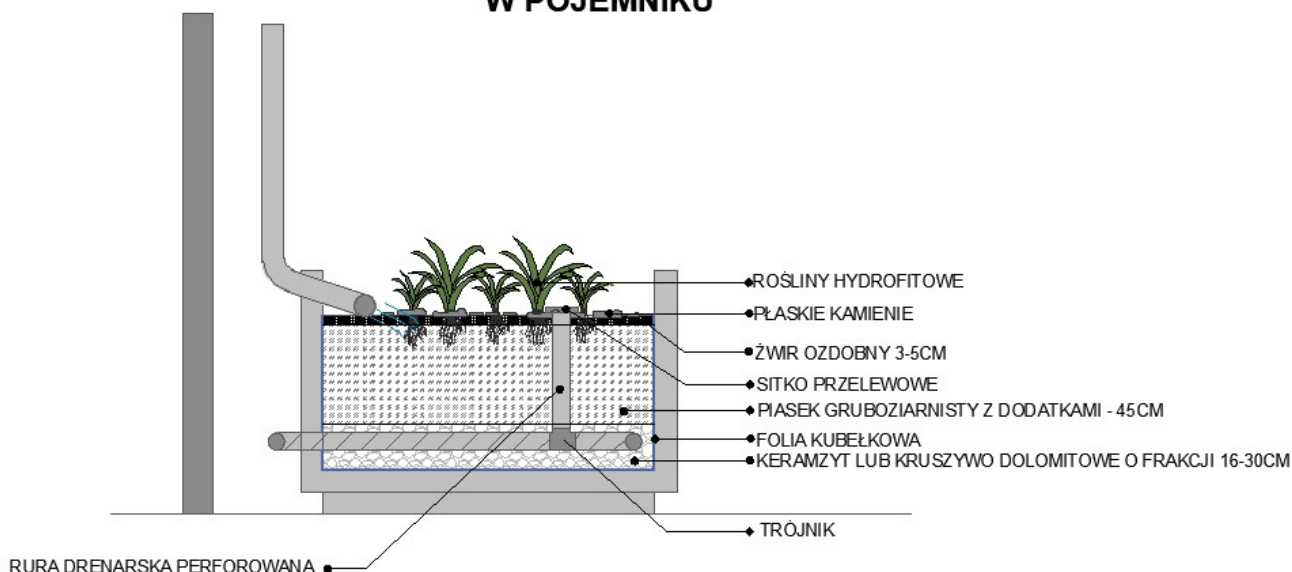 W POJEMNIKU
ROŚLINY HYDROFITOWE
PŁASKIE KAMIENIE
ŻWIR OZDOBNY 3-5CM
SITKO PRZELEWOWE
PIASEK GRUBOZIARNISTY Z DODATKAMI - 45CM
FOLIA KUBEŁKOWA
KERAMZYT LUB KRUSZYWO DOLOMITOWE O FRAKCJI 16-30CM
TRÓJNIK
RURA DRENARSKA PERFOROWANA